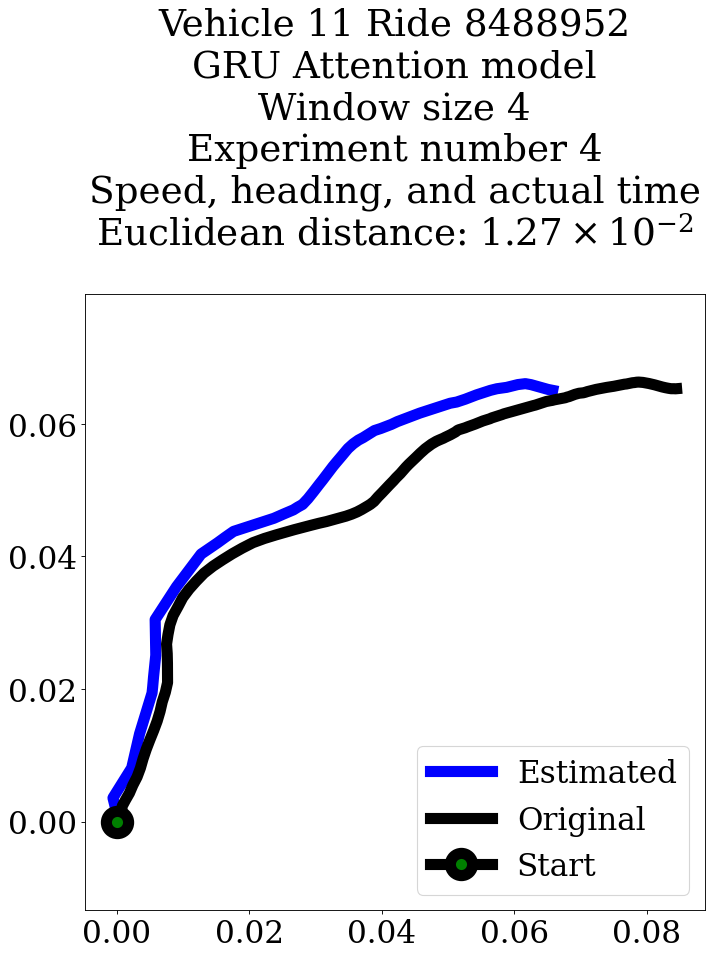 Vehicle 11 Ride 8488952
GRU Attention model
Window size 4
Experiment number 4
Speed, heading, and actual time
Euclidean distance: 1.27 × 10⁻²
0.06
0.04
0.02
0.00
Estimated
Original
Start
0.00 0.02 0.04 0.06 0.08